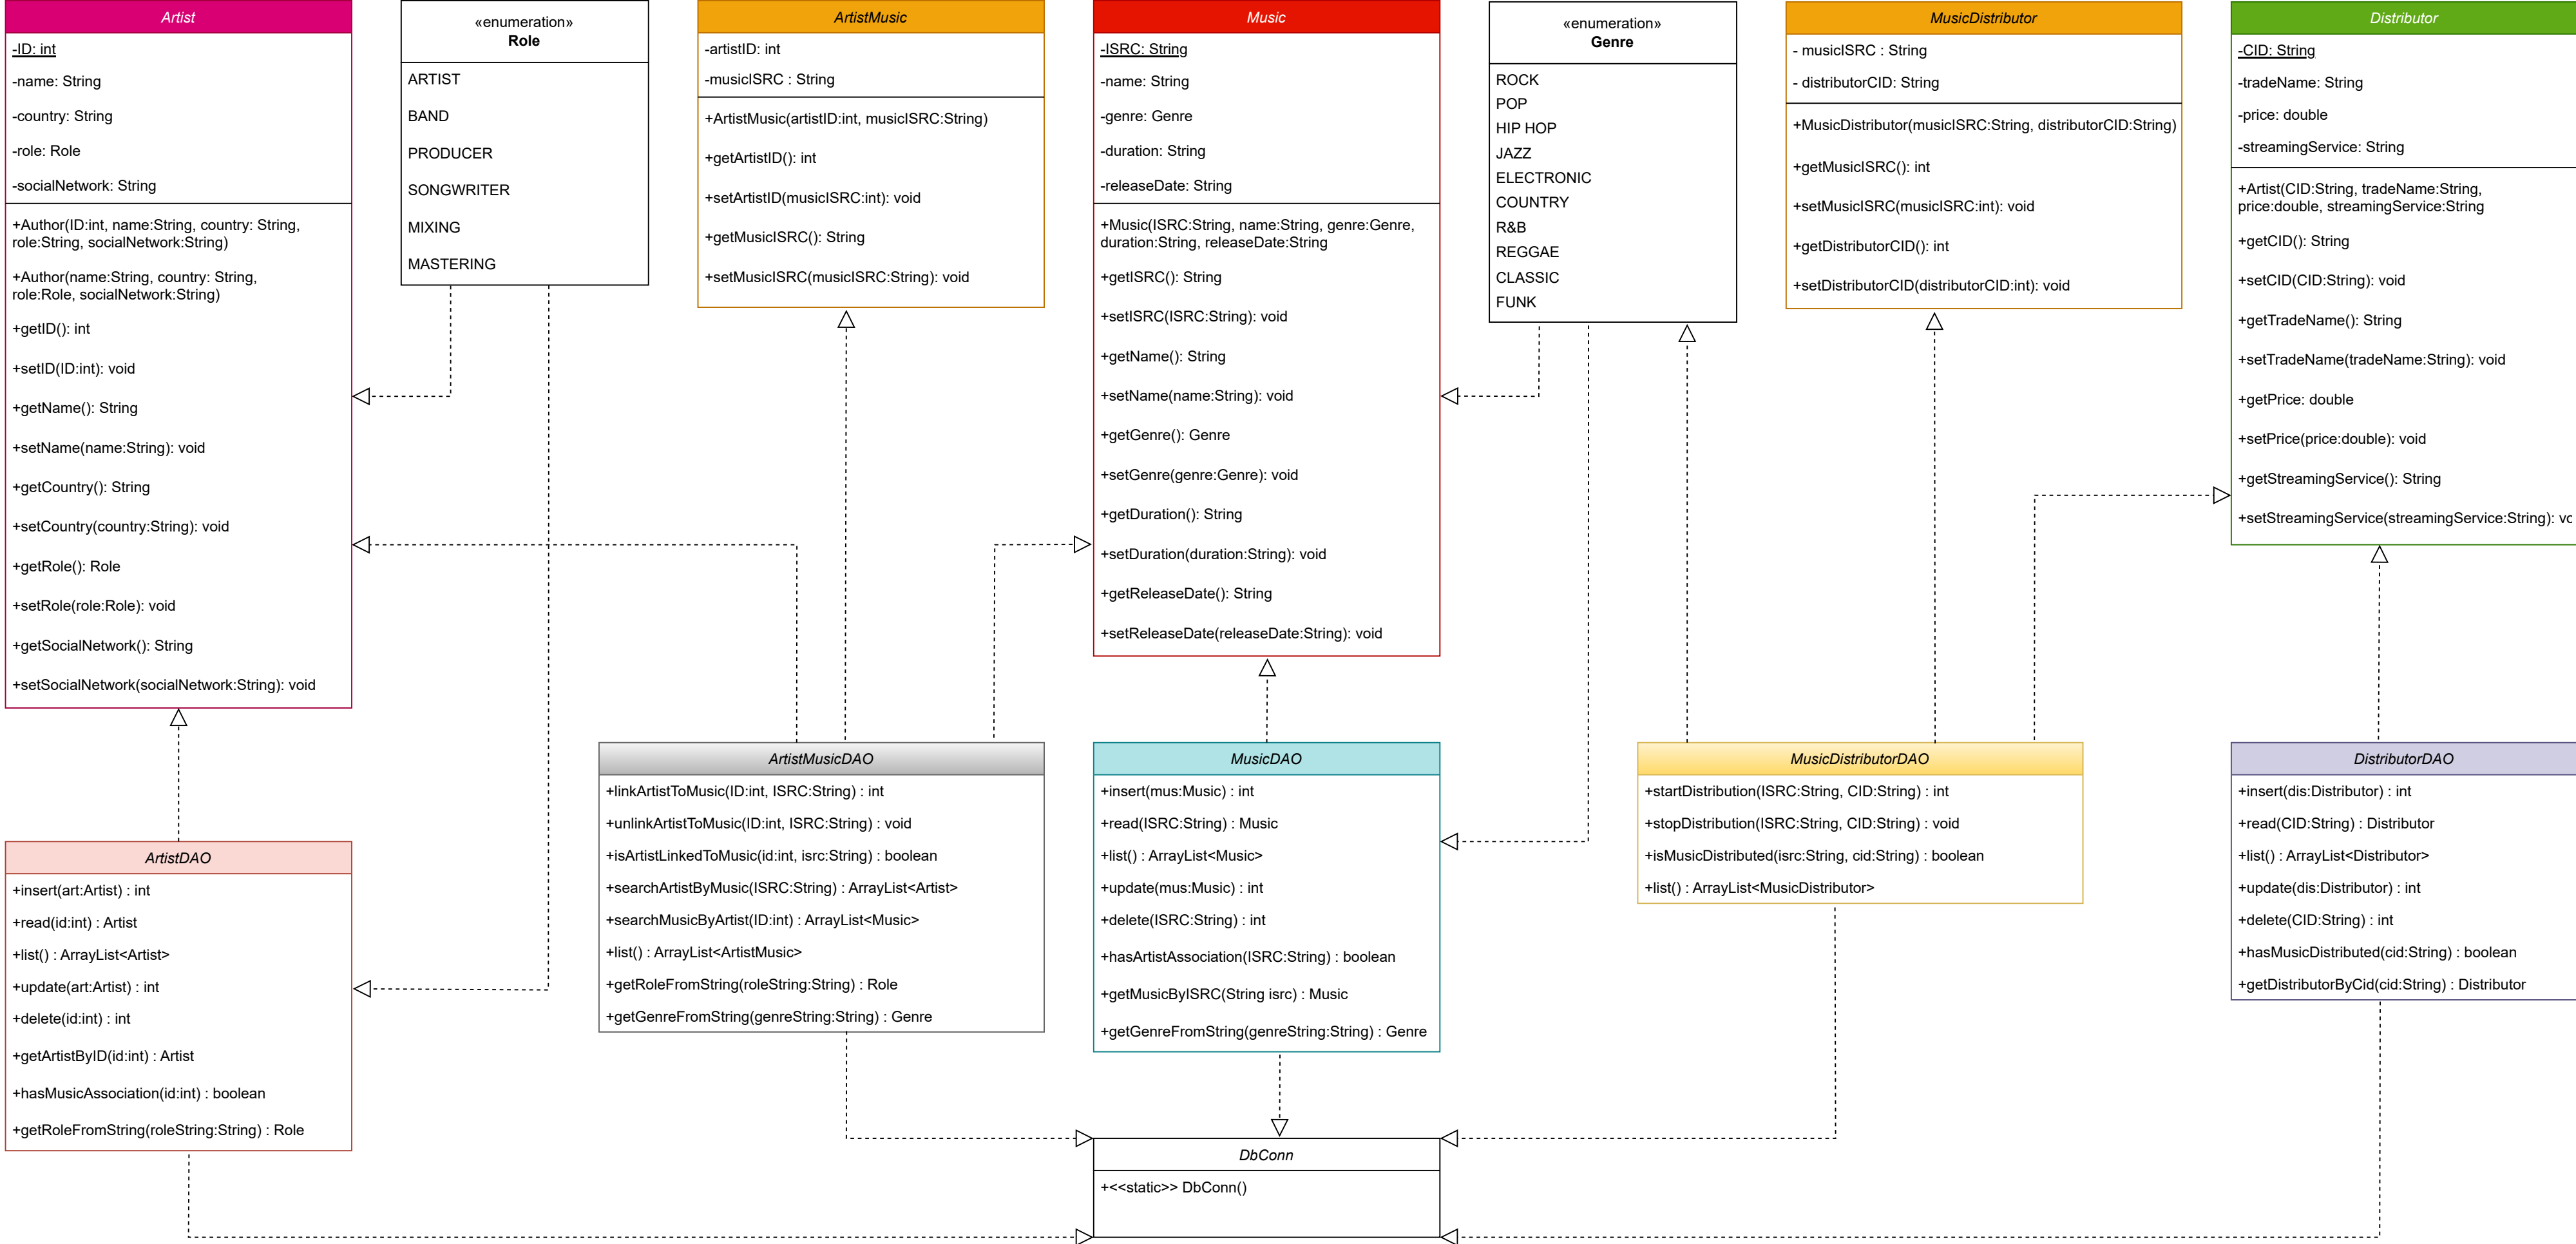 Artist
-ID: int
-name: String
-country: String
-role: Role
-socialNetwork: String
+Author(ID:int, name:String, country: String,
role:String, socialNetwork:String)
+Author(name:String, country: String,
role:Role, socialNetwork:String)
+getID(): int
+setID(ID:int): void
+getName(): String
+setName(name:String): void
+getCountry(): String
+setCountry(country:String): void
+getRole(): Role
+setRole(role:Role): void
+getSocialNetwork(): String
+setSocialNetwork(socialNetwork:String): void
«enumeration»
Role
ARTIST
BAND
PRODUCER
SONGWRITER
MIXING
MASTERING
ArtistMusic
-artistID: int
-musicISRC : String
+ArtistMusic(artistID:int, musicISRC:String)
+getArtistID(): int
+setArtistID(musicISRC:int): void
+getMusicISRC(): String
+setMusicISRC(musicISRC:String): void
Music
-ISRC: String
-name: String
-genre: Genre
-duration: String
-releaseDate: String
+Music(ISRC:String, name:String, genre:Genre,
duration:String, releaseDate:String
+getISRC(): String
+setISRC(ISRC:String): void
+getName(): String
+setName(name:String): void
+getGenre(): Genre
+setGenre(genre:Genre): void
+getDuration(): String
+setDuration(duration:String): void
+getReleaseDate(): String
+setReleaseDate(releaseDate:String): void
«enumeration»
Genre
ROCK
POP
HIP HOP
JAZZ
ELECTRONIC
COUNTRY
R&B
REGGAE
CLASSIC
FUNK
MusicDistributor
- musicISRC : String
- distributorCID: String
+MusicDistributor(musicISRC:String, distributorCID:String)
+getMusicISRC(): int
+setMusicISRC(musicISRC:int): void
+getDistributorCID(): int
+setDistributorCID(distributorCID:int): void
Distributor
-CID: String
-tradeName: String
-price: double
-streamingService: String
+Artist(CID:String, tradeName:String,
price:double, streamingService:String
+getCID(): String
+setCID(CID:String): void
+getTradeName(): String
+setTradeName(tradeName:String): void
+getPrice: double
+setPrice(price:double): void
+getStreamingService(): String
+setStreamingService(streamingService:String):
ArtistDAO
+insert(art:Artist) : int
+read(id:int) : Artist
+list() : ArrayList<Artist>
+update(art:Artist) : int
+delete(id:int) : int
+getArtistByID(id:int) : Artist
+hasMusicAssociation(id:int) : boolean
+getRoleFromString(roleString:String) : Role
ArtistMusicDAO
+linkArtistToMusic(ID:int, ISRC:String) : int
+unlinkArtistToMusic(ID:int, ISRC:String) : void
+isArtistLinkedToMusic(id:int, isrc:String) : boolean
+searchArtistByMusic(ISRC:String) : ArrayList<Artist>
+searchMusicByArtist(ID:int) : ArrayList<Music>
+list() : ArrayList<ArtistMusic>
+getRoleFromString(roleString:String) : Role
+getGenreFromString(genreString:String) : Genre
MusicDAO
+insert(mus:Music) : int
+read(ISRC:String) : Music
+list() : ArrayList<Music>
+update(mus:Music) : int
+delete(ISRC:String) : int
+hasArtistAssociation(ISRC:String) : boolean
+getMusicByISRC(String isrc) : Music
+getGenreFromString(genreString:String) : Genre
MusicDistributorDAO
+startDistribution(ISRC:String, CID:String) : int
+stopDistribution(ISRC:String, CID:String) : void
+isMusicDistributed(isrc:String, cid:String) : boolean
+list() : ArrayList<MusicDistributor>
DistributorDAO
+insert(dis:Distributor) : int
+read(CID:String) : Distributor
+list() : ArrayList<Distributor>
+update(dis:Distributor) : int
+delete(CID:String) : int
+hasMusicDistributed(cid:String) : boolean
+getDistributorByCid(cid:String) : Distributor
DbConn
+<<static>> DbConn()